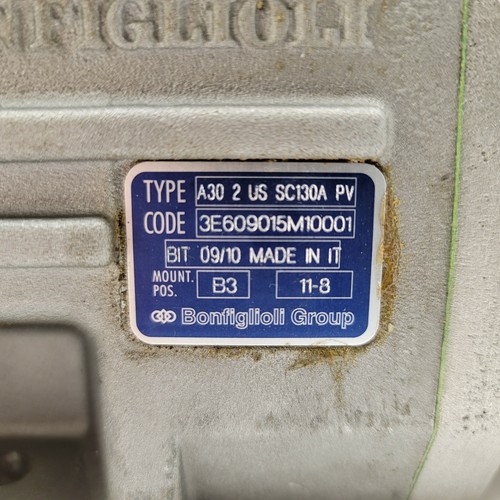 NFIGLIOLI
TYPE A30 2 US SC130A PV
CODE 3E609015M10001
BIT 09/10 MADE IN IT
MOUNT. POS. B3 11-8
Bonfiglioli Group